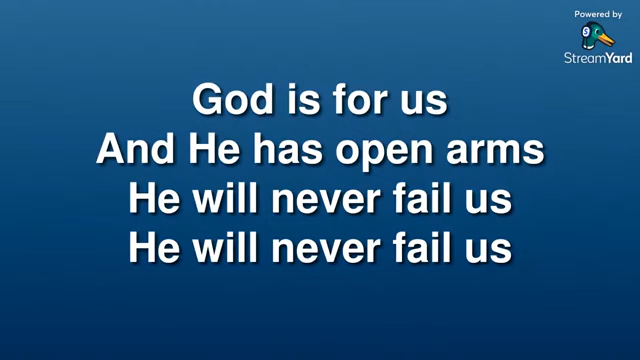 Powered by
StreamYard
God is for us
And He has open arms
He will never fail us
He will never fail us